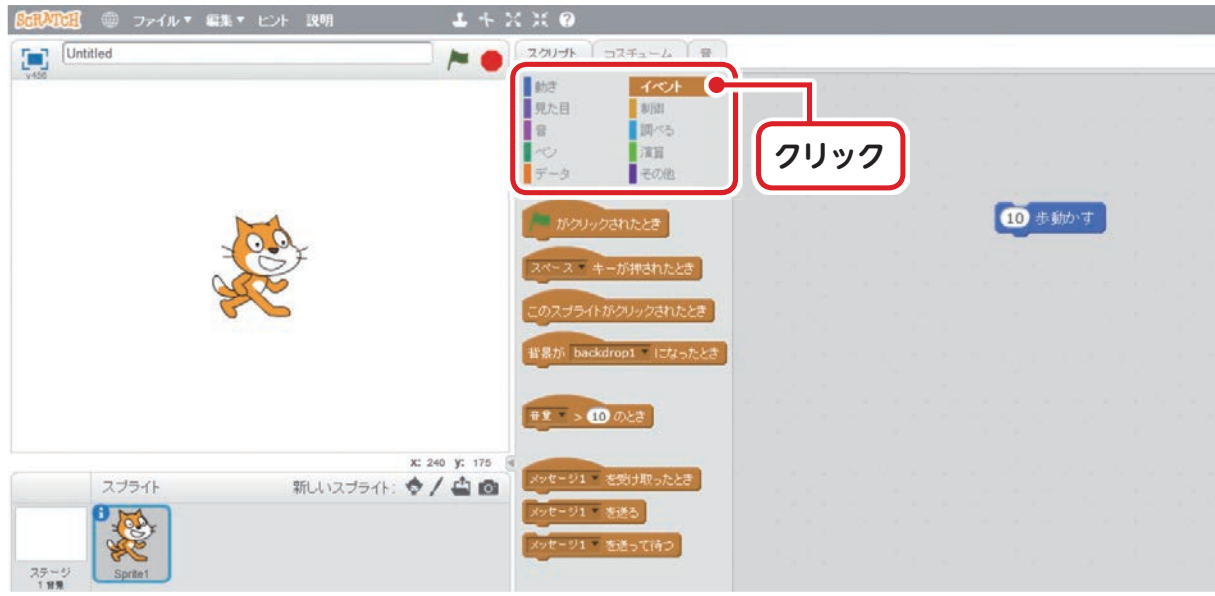 SCRATCH ファイル▼ 編集▼ ヒント 説明
v456 Untitled
スクリプト コスチューム 音
動き イベント
見た目 制御
音 調べる
ペン 演算
データ その他
クリック
がクリックされたとき
スペース▼ キーが押されたとき
このスプライトがクリックされたとき
背景が backdrop1▼ になったとき
音量▼ > 10 のとき
メッセージ1▼ を受け取ったとき
メッセージ1▼ を送る
メッセージ1▼ を送って待つ
10 歩動かす
x: 240 y: 175
スプライト 新しいスプライト:
ステージ
1 背景
Sprite1